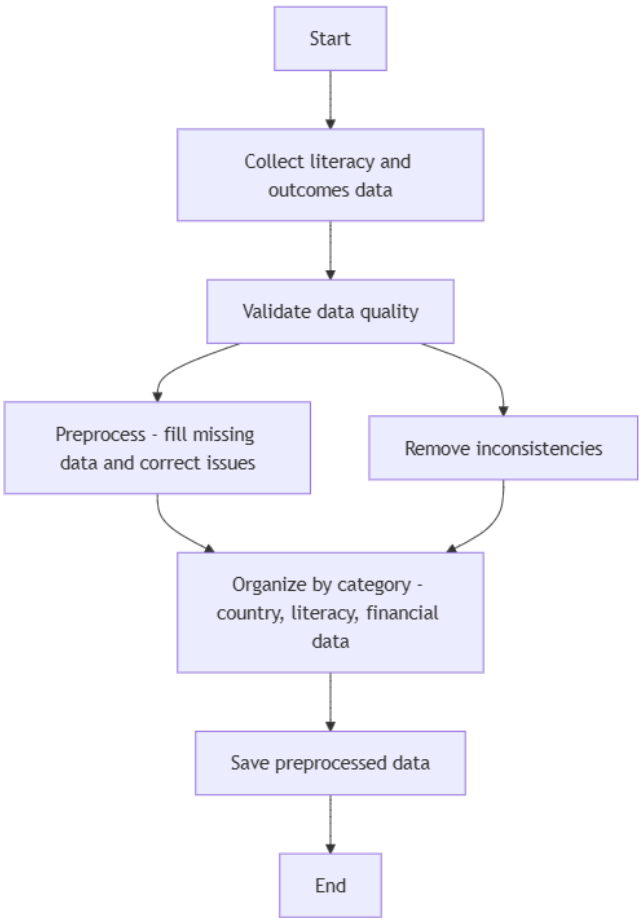 Start
Collect literacy and
outcomes data
Validate data quality
Preprocess - fill missing
data and correct issues
Remove inconsistencies
Organize by category -
country, literacy, financial
data
Save preprocessed data
End